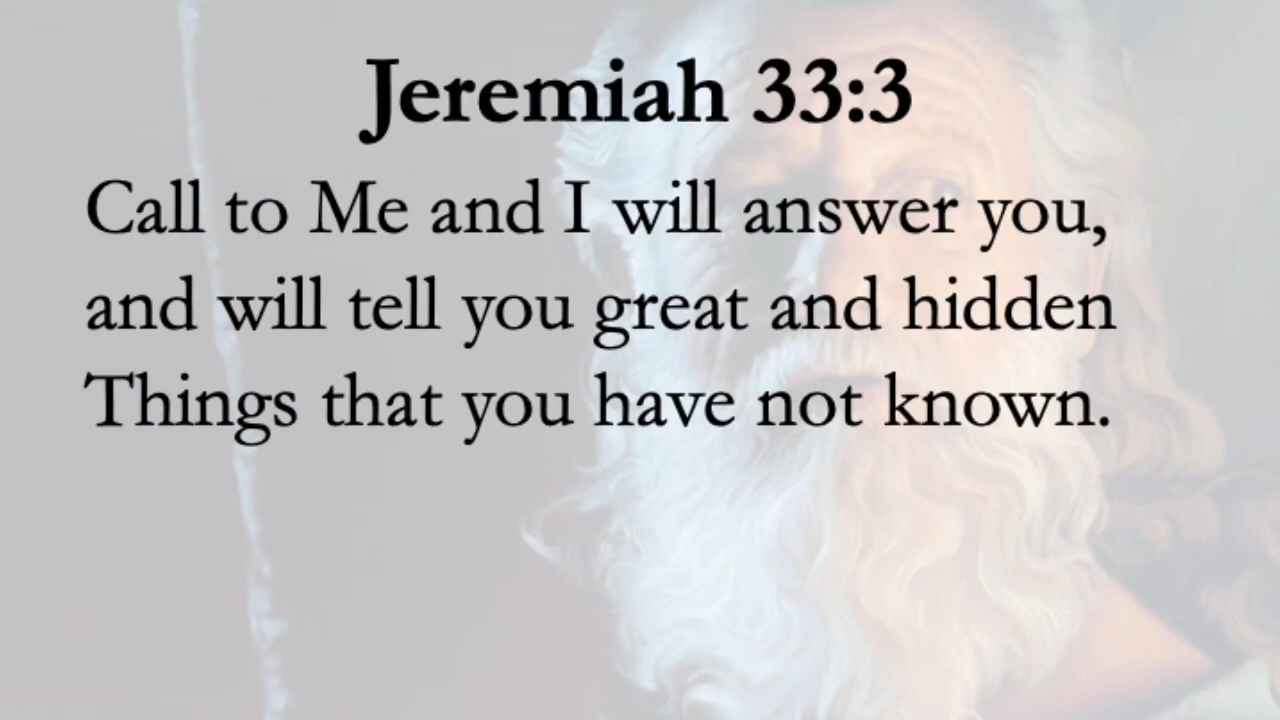 Jeremiah 33:3
Call to Me and I will answer you,
and will tell you great and hidden
Things that you have not known.